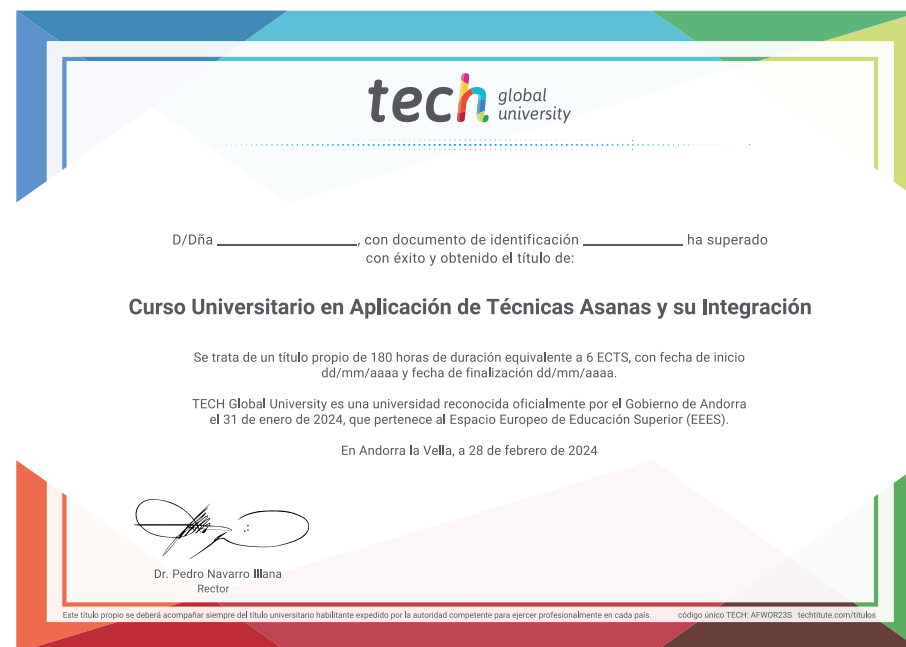 tech global university
D/Dña ____________________, con documento de identificación ______________ ha superado
con éxito y obtenido el título de:
Curso Universitario en Aplicación de Técnicas Asanas y su Integración
Se trata de un título propio de 180 horas de duración equivalente a 6 ECTS, con fecha de inicio
dd/mm/aaaa y fecha de finalización dd/mm/aaaa.
TECH Global University es una universidad reconocida oficialmente por el Gobierno de Andorra
el 31 de enero de 2024, que pertenece al Espacio Europeo de Educación Superior (EEES).
En Andorra la Vella, a 28 de febrero de 2024
Dr. Pedro Navarro Illana
Rector
Este título propio se deberá acompañar siempre del título universitario habilitante expedido por la autoridad competente para ejercer profesionalmente en cada país. código único TECH: AFWOR23S techtitute.com/titulos